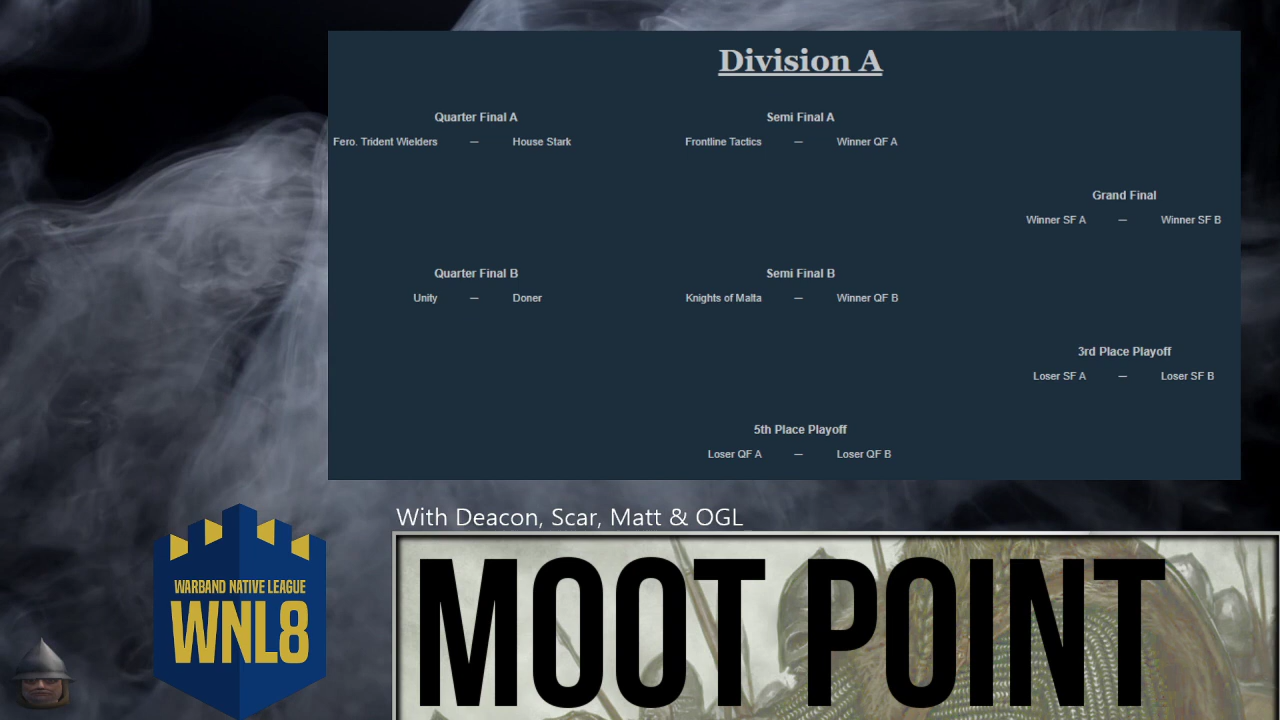 Division A
Quarter Final A
Fero. Trident Wielders — House Stark
Semi Final A
Frontline Tactics — Winner QF A
Grand Final
Winner SF A — Winner SF B
Quarter Final B
Unity — Doner
Semi Final B
Knights of Malta — Winner QF B
3rd Place Playoff
Loser SF A — Loser SF B
5th Place Playoff
Loser QF A — Loser QF B
With Deacon, Scar, Matt & OGL
MOOT POINT
WARBAND NATIVE LEAGUE
WNL8